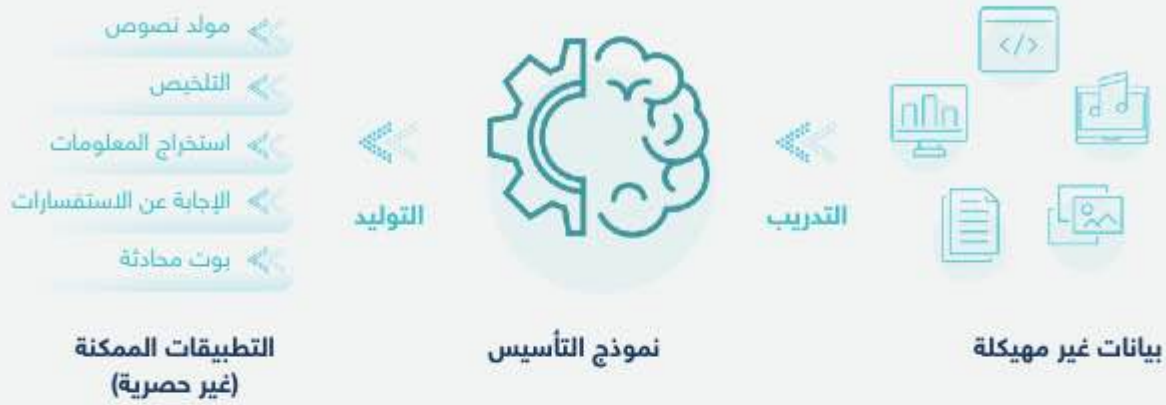 </>
التدريب
التوليد
مولد نصوص
التلخيص
استخراج المعلومات
الإجابة عن الاستفسارات
بوت محادثة
بيانات غير مهيكلة
نموذج التأسيس
التطبيقات الممكنة
(غير حصرية)